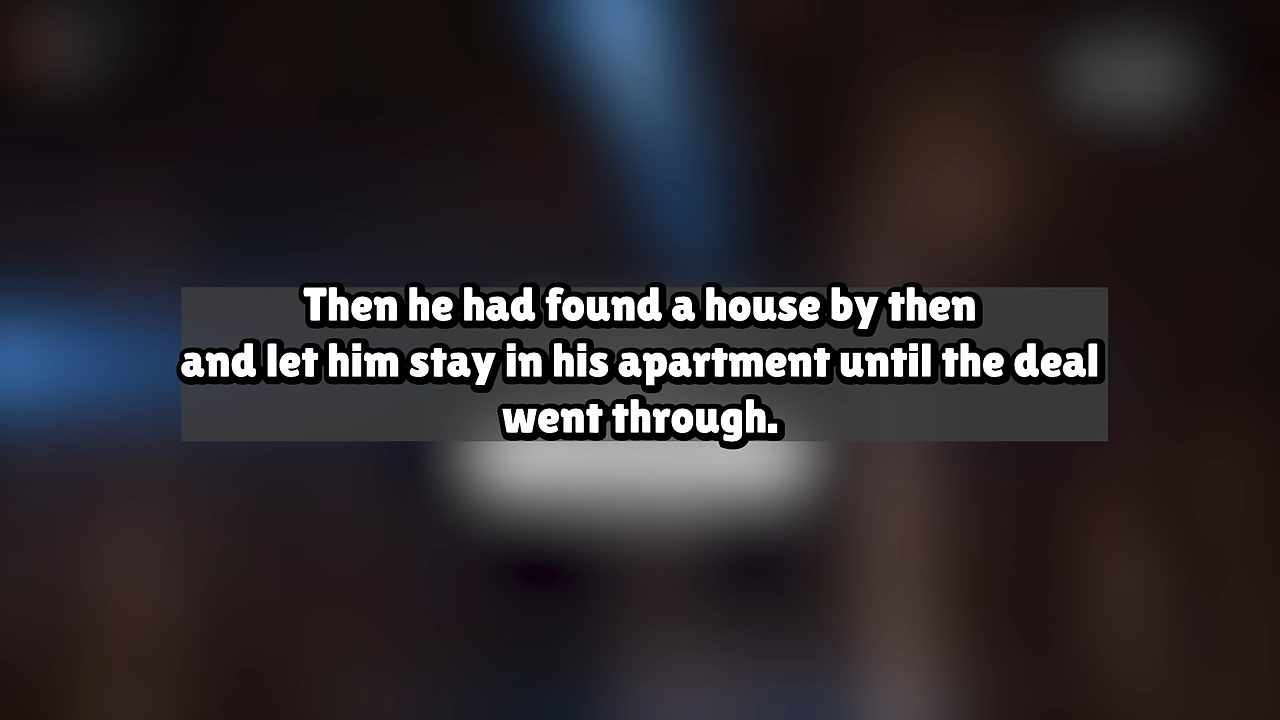 Then he had found a house by then
and let him stay in his apartment until the deal
went through.